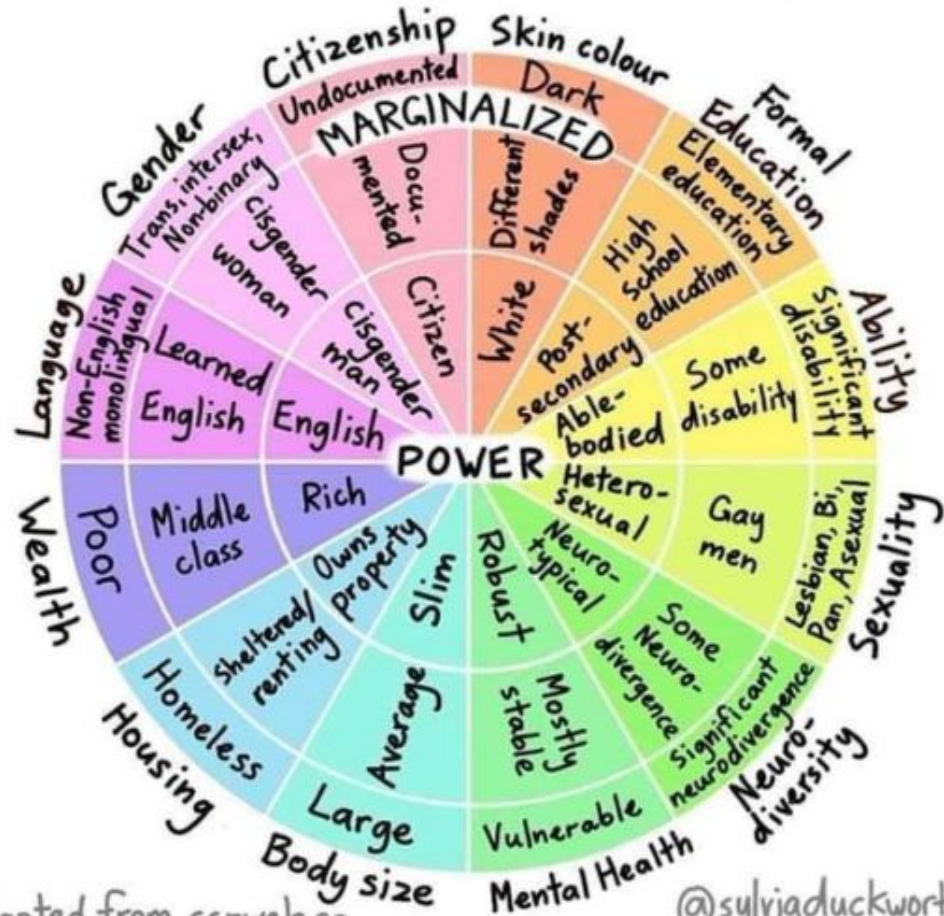 Citizenship
Undocumented
Docu-
mented
Citizen
Skin colour
Dark
Different
shades
White
Formal
Education
Elementary
education
High
school
education
Post-
secondary
Ability
Significant
disability
Some
disability
Able-
bodied
Sexuality
Lesbian, Bi,
Pan, Asexual
Gay
men
Hetero-
sexual
Neuro-
diversity
Significant
neurodivergence
Some
Neuro-
divergence
Neuro-
typical
Mental Health
Vulnerable
Mostly
stable
Robust
Body size
Large
Average
Slim
Housing
Homeless
Sheltered/
renting
Owns
property
Wealth
Poor
Middle
class
Rich
Language
Non-English
monolingual
Learned
English
English
Gender
Trans, intersex,
Non-binary
cisgender
woman
cisgender
man
MARGINALIZED
POWER
from
@sylviaduckwort